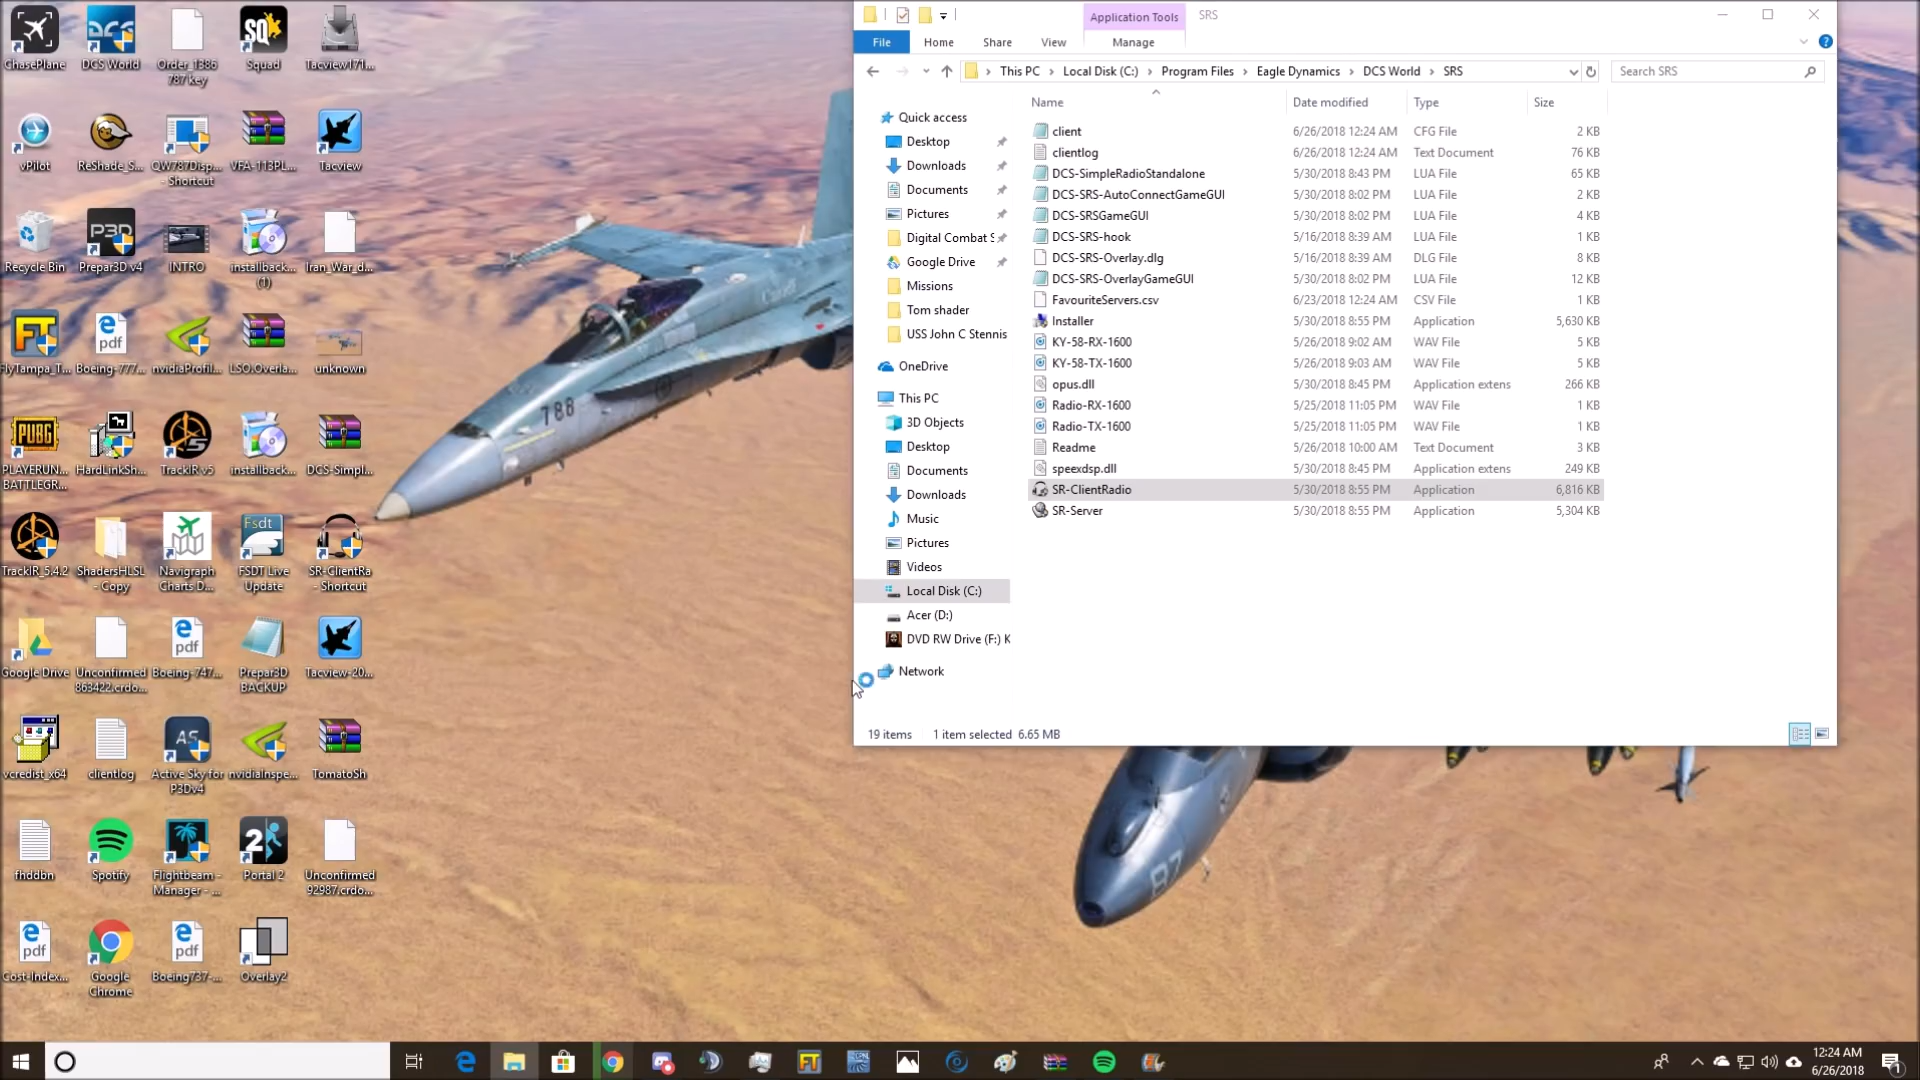 ChasePlane
DCS World
Order_1386787 key
Squad
Tacview171...
vPilot
ReShade_S...
QW787Disp... - Shortcut
VFA-113PL...
Tacview
Recycle Bin
Prepar3D v4
INTRO
installback... (1)
Iran_War_d...
FlyTampa_T...
Boeing-777...
nvidiaProfil...
LSO.Overla...
unknown
PLAYERUN... BATTLEGR...
HardLinkSh...
TrackIR v5
installback...
DCS-Simpl...
TrackIR_5.4.2
ShadersHLSL - Copy
Navigraph Charts D...
FSDT Live Update
SR-ClientRa - Shortcut
Google Drive
Unconfirmed 863422.crdo...
Boeing-747...
Prepar3D BACKUP
Tacview-20...
vcredist_x64
clientlog
Active Sky for P3Dv4
nvidiaInspe...
TomatoSh
fhddbn
Spotify
Flightbeam - Manager - ...
Portal 2
Unconfirmed 92987.crdo...
Cost-Index...
Google Chrome
Boeing737-...
Overlay2
788
87
Application Tools
SRS
File
Home
Share
View
Manage
This PC
Local Disk (C:)
Program Files
Eagle Dynamics
DCS World
SRS
Search SRS
Quick access
Desktop
Downloads
Documents
Pictures
Digital Combat S
Google Drive
Missions
Tom shader
USS John C Stennis
OneDrive
This PC
3D Objects
Desktop
Documents
Downloads
Music
Pictures
Videos
Local Disk (C:)
Acer (D:)
DVD RW Drive (F:) K
Network
Name Date modified Type Size
client 6/26/2018 12:24 AM CFG File 2 KB
clientlog 6/26/2018 12:24 AM Text Document 76 KB
DCS-SimpleRadioStandalone 5/30/2018 8:43 PM LUA File 65 KB
DCS-SRS-AutoConnectGameGUI 5/30/2018 8:02 PM LUA File 2 KB
DCS-SRSGameGUI 5/30/2018 8:02 PM LUA File 4 KB
DCS-SRS-hook 5/16/2018 8:39 AM LUA File 1 KB
DCS-SRS-Overlay.dlg 5/16/2018 8:39 AM DLG File 8 KB
DCS-SRS-OverlayGameGUI 5/30/2018 8:02 PM LUA File 12 KB
FavouriteServers.csv 6/23/2018 12:24 AM CSV File 1 KB
Installer 5/30/2018 8:55 PM Application 5,630 KB
KY-58-RX-1600 5/26/2018 9:02 AM WAV File 5 KB
KY-58-TX-1600 5/26/2018 9:03 AM WAV File 5 KB
opus.dll 5/30/2018 8:45 PM Application extens 266 KB
Radio-RX-1600 5/25/2018 11:05 PM WAV File 1 KB
Radio-TX-1600 5/25/2018 11:05 PM WAV File 1 KB
Readme 5/26/2018 10:00 AM Text Document 3 KB
speexdsp.dll 5/30/2018 8:45 PM Application extens 249 KB
SR-ClientRadio 5/30/2018 8:55 PM Application 6,816 KB
SR-Server 5/30/2018 8:55 PM Application 5,304 KB
19 items 1 item selected 6.65 MB
12:24 AM
6/26/2018